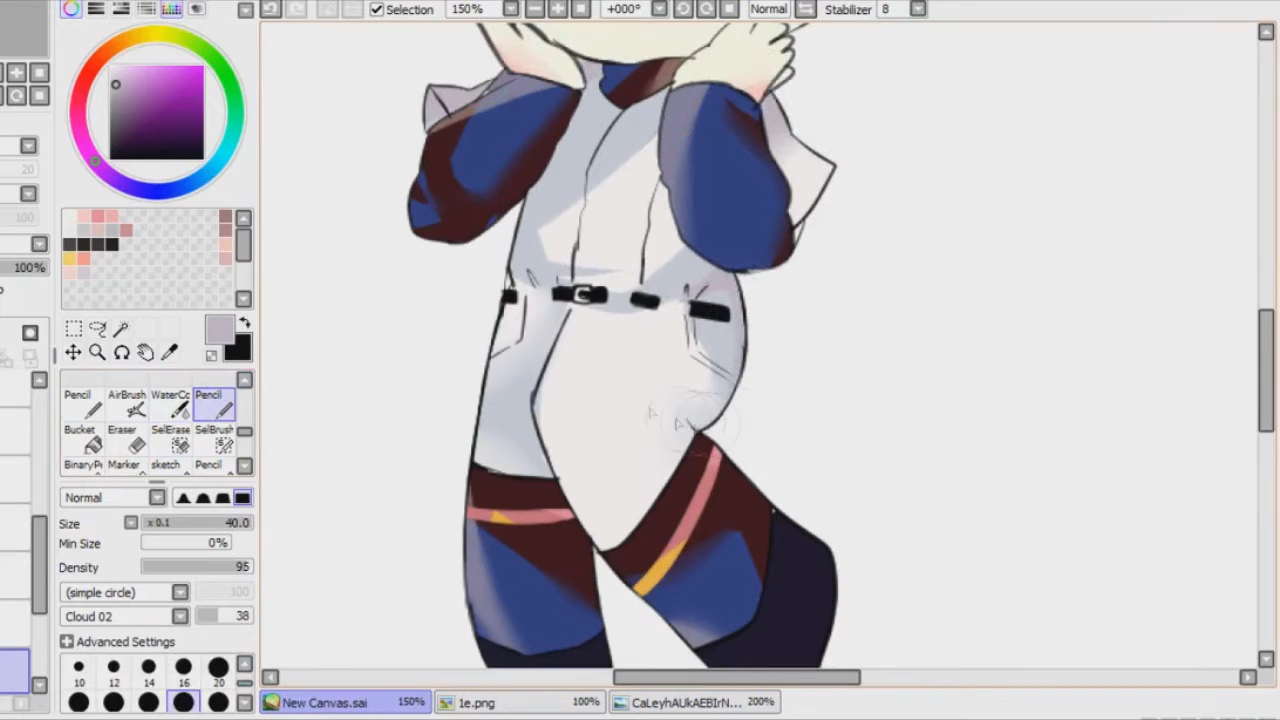 Selection 150% +000° Normal Stabilizer 8
20
100
100%
Pencil AirBrush WaterCo Pencil
Bucket Eraser SelErase SelBrush
BinaryPe Marker sketch Pencil
Normal
Size x 0.1 40.0
Min Size 0%
Density 95
(simple circle) 100
Cloud 02 38
Advanced Settings
10 12 14 16 20
New Canvas.sai 150% 1e.png 100% CaLeyhAUkAEBIrN... 200%